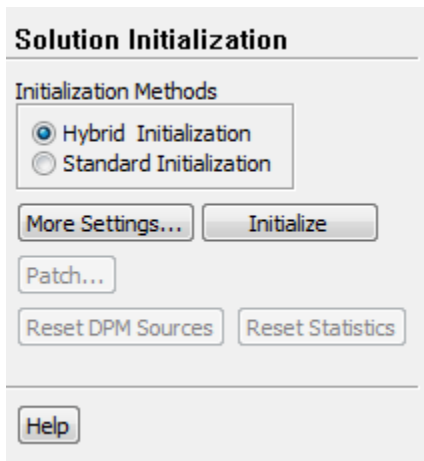 Solution Initialization
Initialization Methods
Hybrid Initialization
Standard Initialization
More Settings... Initialize
Patch...
Reset DPM Sources Reset Statistics
Help